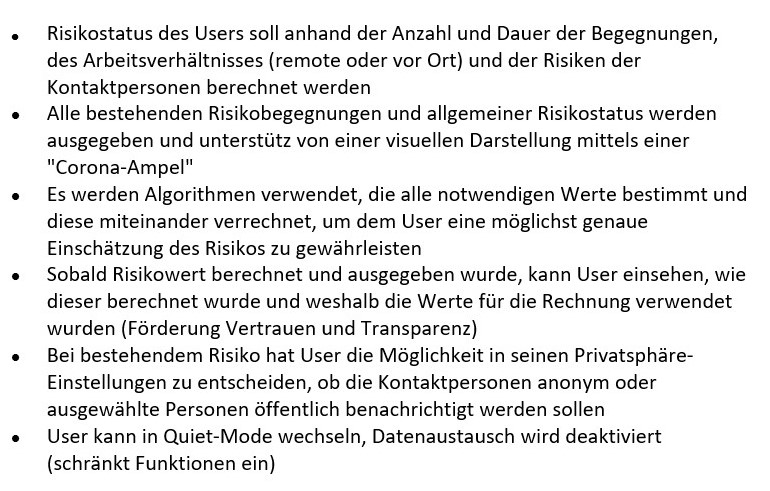 • Risikostatus des Users soll anhand der Anzahl und Dauer der Begegnungen,
des Arbeitsverhältnisses (remote oder vor Ort) und der Risiken der
Kontaktpersonen berechnet werden
• Alle bestehenden Risikobegegnungen und allgemeiner Risikostatus werden
ausgegeben und unterstütz von einer visuellen Darstellung mittels einer
"Corona-Ampel"
• Es werden Algorithmen verwendet, die alle notwendigen Werte bestimmt und
diese miteinander verrechnet, um dem User eine möglichst genaue
Einschätzung des Risikos zu gewährleisten
• Sobald Risikowert berechnet und ausgegeben wurde, kann User einsehen, wie
dieser berechnet wurde und weshalb die Werte für die Rechnung verwendet
wurden (Förderung Vertrauen und Transparenz)
• Bei bestehendem Risiko hat User die Möglichkeit in seinen Privatsphäre-
Einstellungen zu entscheiden, ob die Kontaktpersonen anonym oder
ausgewählte Personen öffentlich benachrichtigt werden sollen
• User kann in Quiet-Mode wechseln, Datenaustausch wird deaktiviert
(schränkt Funktionen ein)